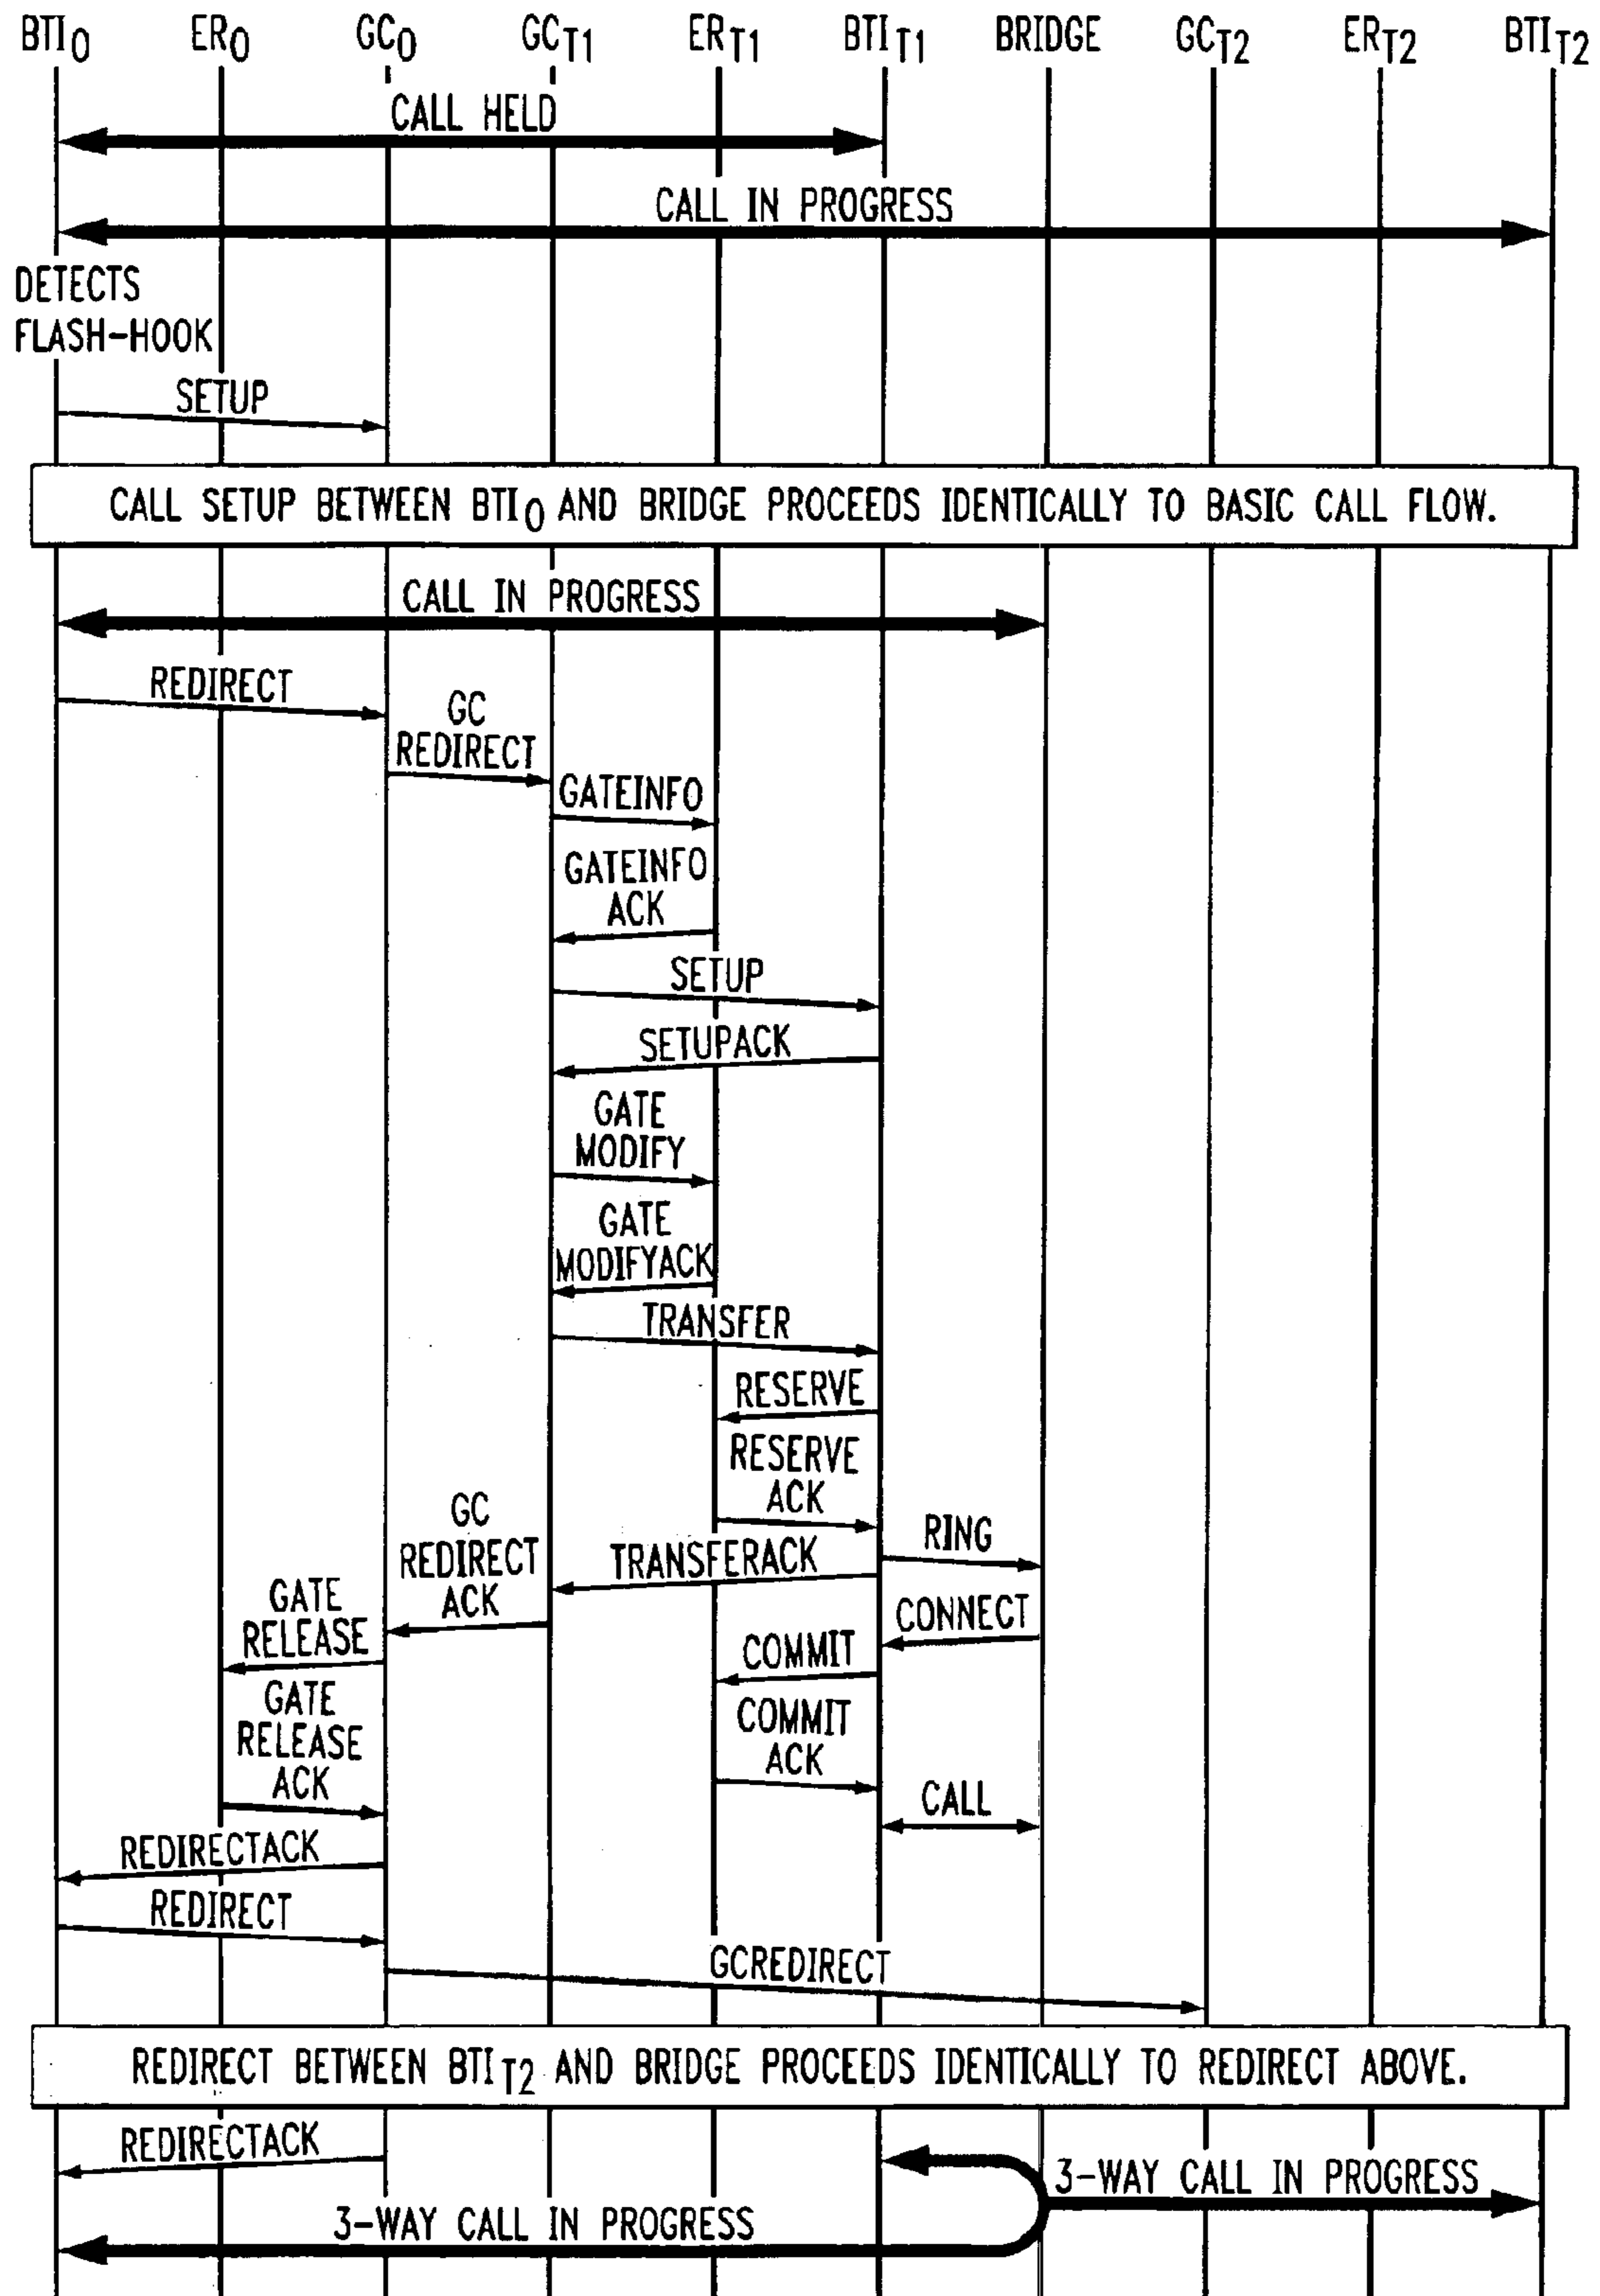 BTI0 ER0 GC0 GCT1 ERT1 BTIT1 BRIDGE GCT2 ERT2 BTIT2
CALL HELD
CALL IN PROGRESS
DETECTS
FLASH-HOOK
SETUP
CALL SETUP BETWEEN BTI0 AND BRIDGE PROCEEDS IDENTICALLY TO BASIC CALL FLOW.
CALL IN PROGRESS
REDIRECT
GC
REDIRECT
GATEINFO
GATEINFO
ACK
SETUP
SETUPACK
GATE
MODIFY
GATE
MODIFYACK
TRANSFER
RESERVE
RESERVE
ACK
RING
TRANSFERACK
GC
REDIRECT
ACK
CONNECT
GATE
RELEASE
COMMIT
GATE
RELEASE
ACK
COMMIT
ACK
CALL
REDIRECTACK
REDIRECT
GCREDIRECT
REDIRECT BETWEEN BTIT2 AND BRIDGE PROCEEDS IDENTICALLY TO REDIRECT ABOVE.
REDIRECTACK
3-WAY CALL IN PROGRESS
3-WAY CALL IN PROGRESS